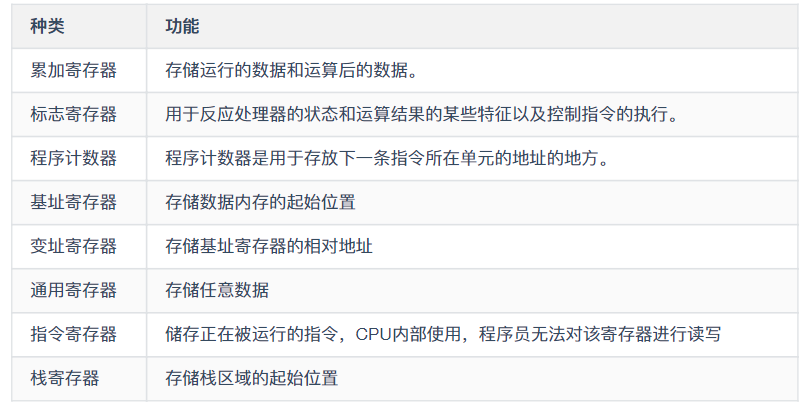 种类 功能
累加寄存器 存储运行的数据和运算后的数据。
标志寄存器 用于反应处理器的状态和运算结果的某些特征以及控制指令的执行。
程序计数器 程序计数器是用于存放下一条指令所在单元的地址的地方。
基址寄存器 存储数据内存的起始位置
变址寄存器 存储基址寄存器的相对地址
通用寄存器 存储任意数据
指令寄存器 储存正在被运行的指令，CPU内部使用，程序员无法对该寄存器进行读写
栈寄存器 存储栈区域的起始位置